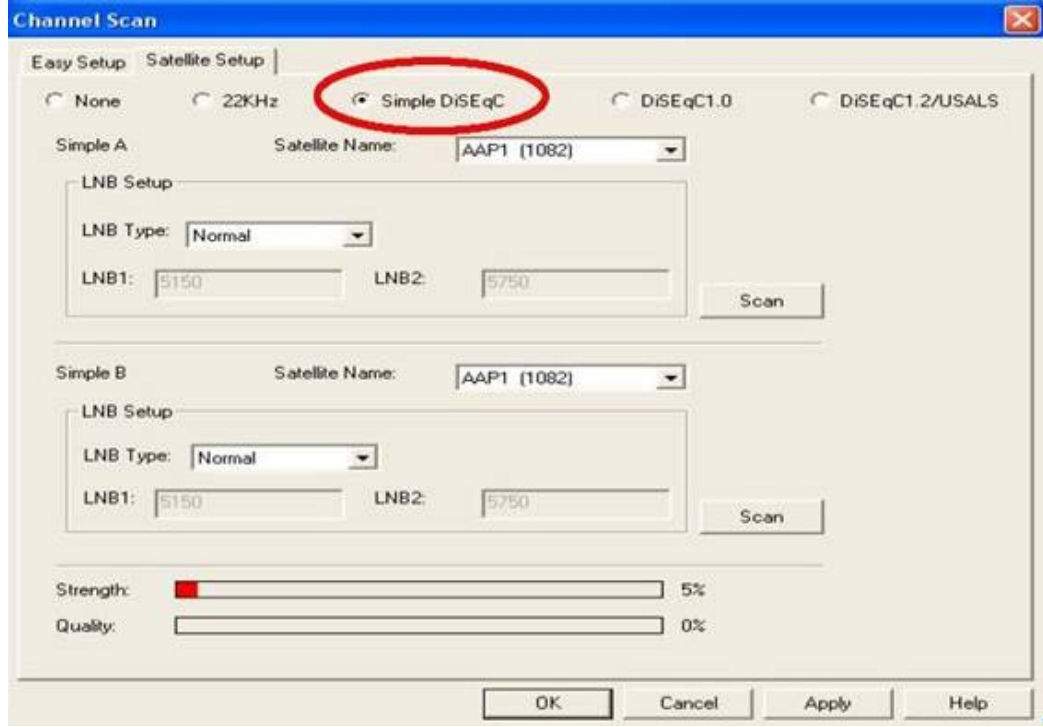 Channel Scan
Easy Setup Satellite Setup
None 22KHz Simple DiSEqC DiSEqC1.0 DiSEqC1.2/USALS
Simple A Satellite Name: AAP1 (1082)
LNB Setup
LNB Type: Normal
LNB1: 5150 LNB2: 5750
Scan
Simple B Satellite Name: AAP1 (1082)
LNB Setup
LNB Type: Normal
LNB1: 5150 LNB2: 5750
Scan
Strength: 5%
Quality: 0%
OK Cancel Apply Help